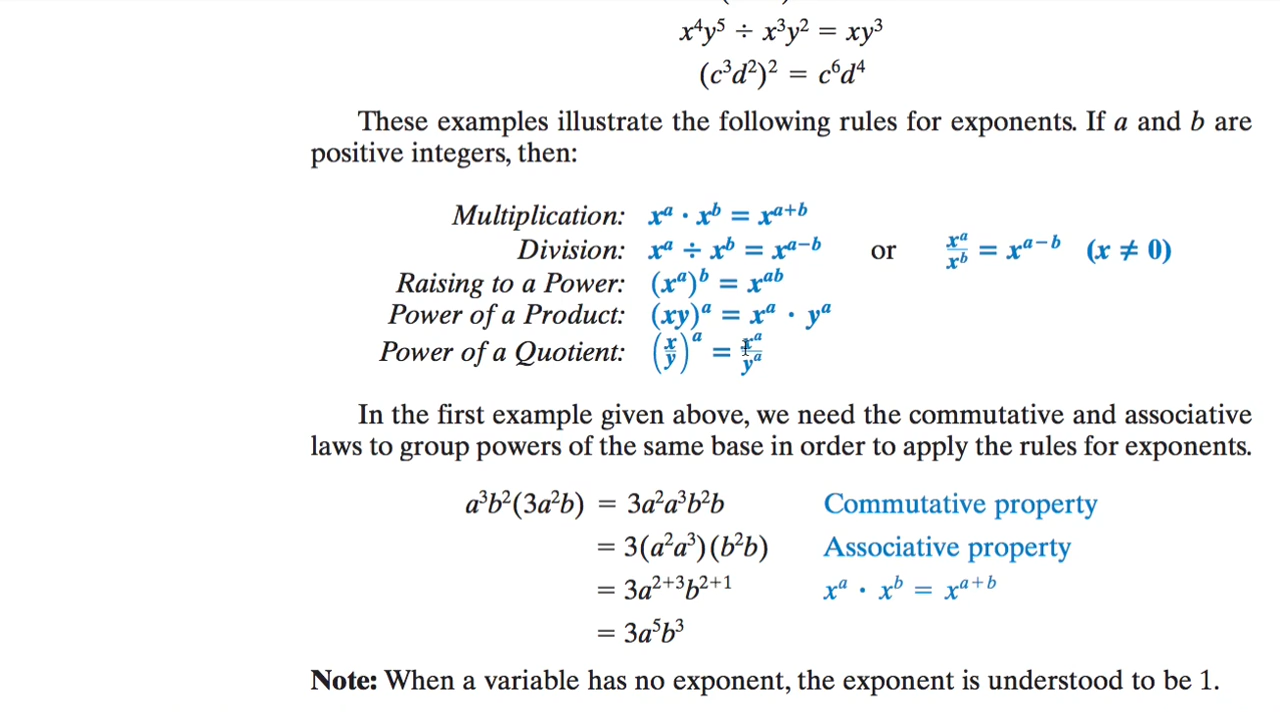 x⁴y⁵ ÷ x³y² = xy³
(c³d²)² = c⁶d⁴
These examples illustrate the following rules for exponents. If a and b are
positive integers, then:
Multiplication: xᵃ · xᵇ = xᵃ⁺ᵇ
Division: xᵃ ÷ xᵇ = xᵃ⁻ᵇ or xᵃ/xᵇ = xᵃ⁻ᵇ (x ≠ 0)
Raising to a Power: (xᵃ)ᵇ = xᵃᵇ
Power of a Product: (xy)ᵃ = xᵃ · yᵃ
Power of a Quotient: (x/y)ᵃ = xᵃ/yᵃ
In the first example given above, we need the commutative and associative
laws to group powers of the same base in order to apply the rules for exponents.
a³b²(3a²b) = 3a²a³b²b Commutative property
= 3(a²a³)(b²b) Associative property
= 3a²⁺³b²⁺¹ xᵃ · xᵇ = xᵃ⁺ᵇ
= 3a⁵b³
Note: When a variable has no exponent, the exponent is understood to be 1.